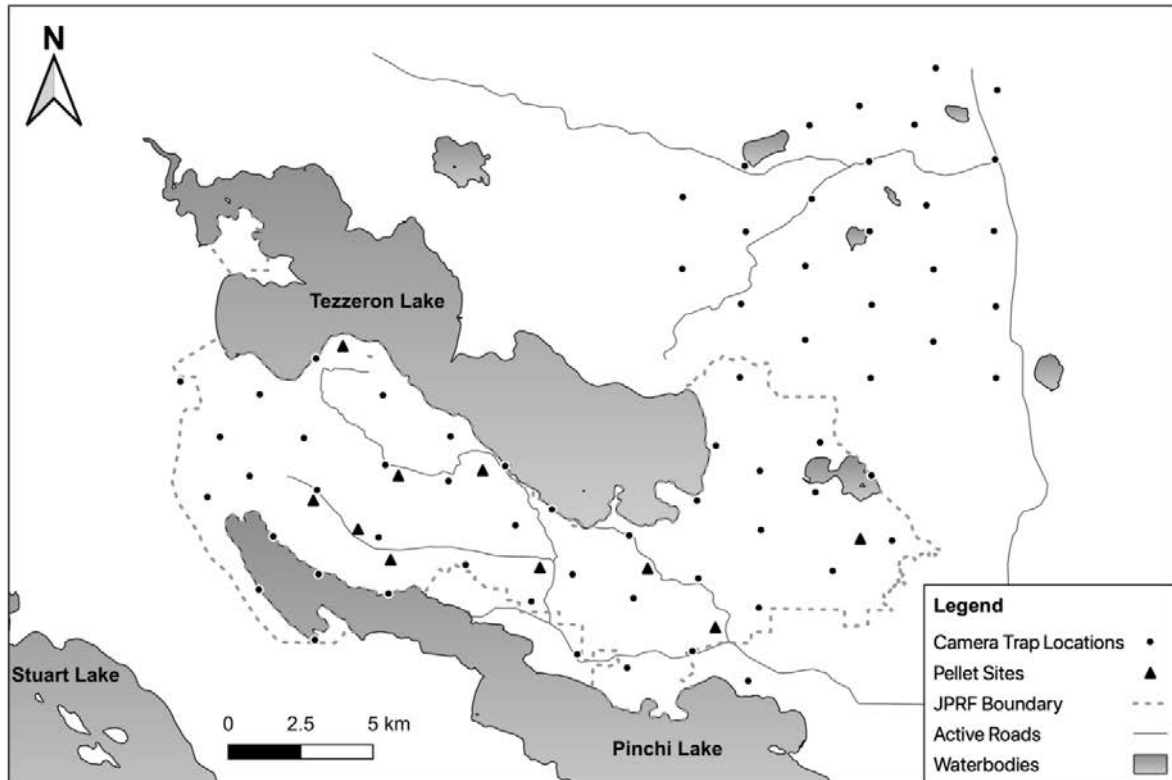 N
Tezzeron Lake
Stuart Lake
0 2.5 5 km
Pinchi Lake
Legend
Camera Trap Locations
Pellet Sites
JPRF Boundary
Active Roads
Waterbodies